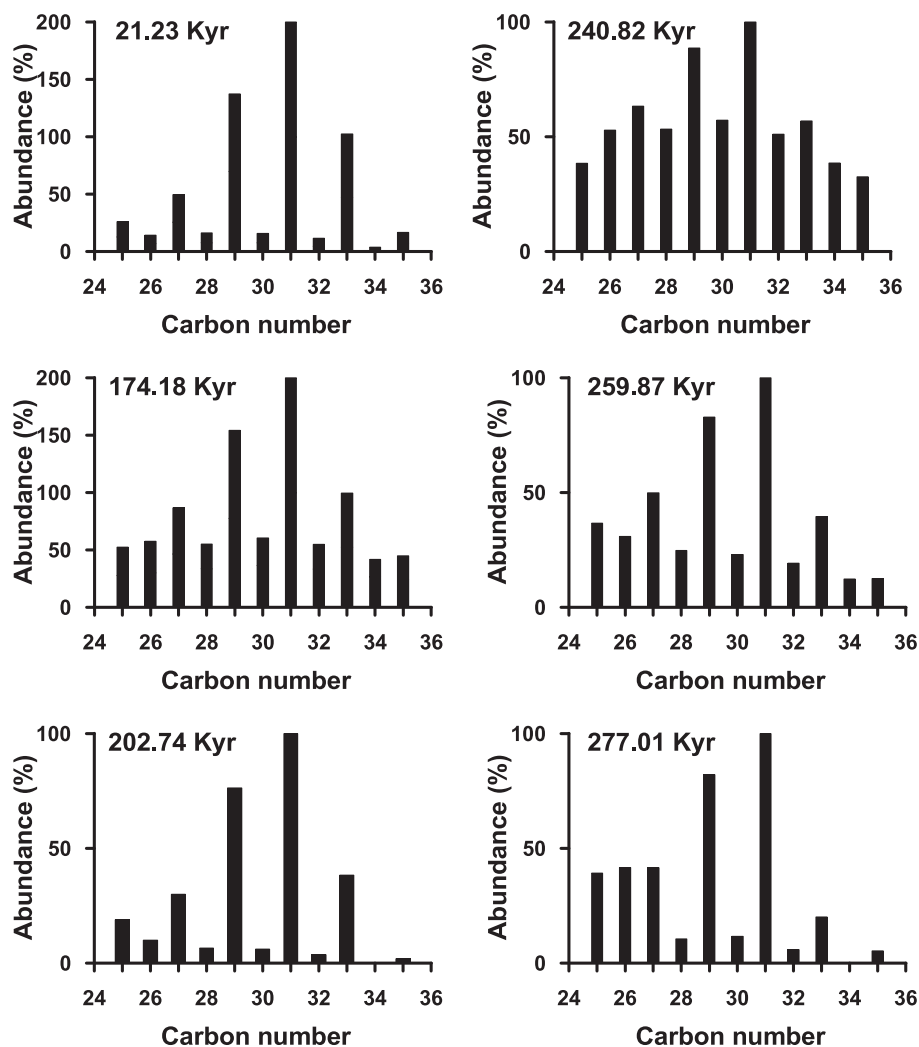 21.23 Kyr
Abundance (%)
200
150
100
50
0
24 26 28 30 32 34 36
Carbon number
240.82 Kyr
Abundance (%)
100
50
0
24 26 28 30 32 34 36
Carbon number
174.18 Kyr
Abundance (%)
200
150
100
50
0
24 26 28 30 32 34 36
Carbon number
259.87 Kyr
Abundance (%)
100
50
0
24 26 28 30 32 34 36
Carbon number
202.74 Kyr
Abundance (%)
100
50
0
24 26 28 30 32 34 36
Carbon number
277.01 Kyr
Abundance (%)
100
50
0
24 26 28 30 32 34 36
Carbon number